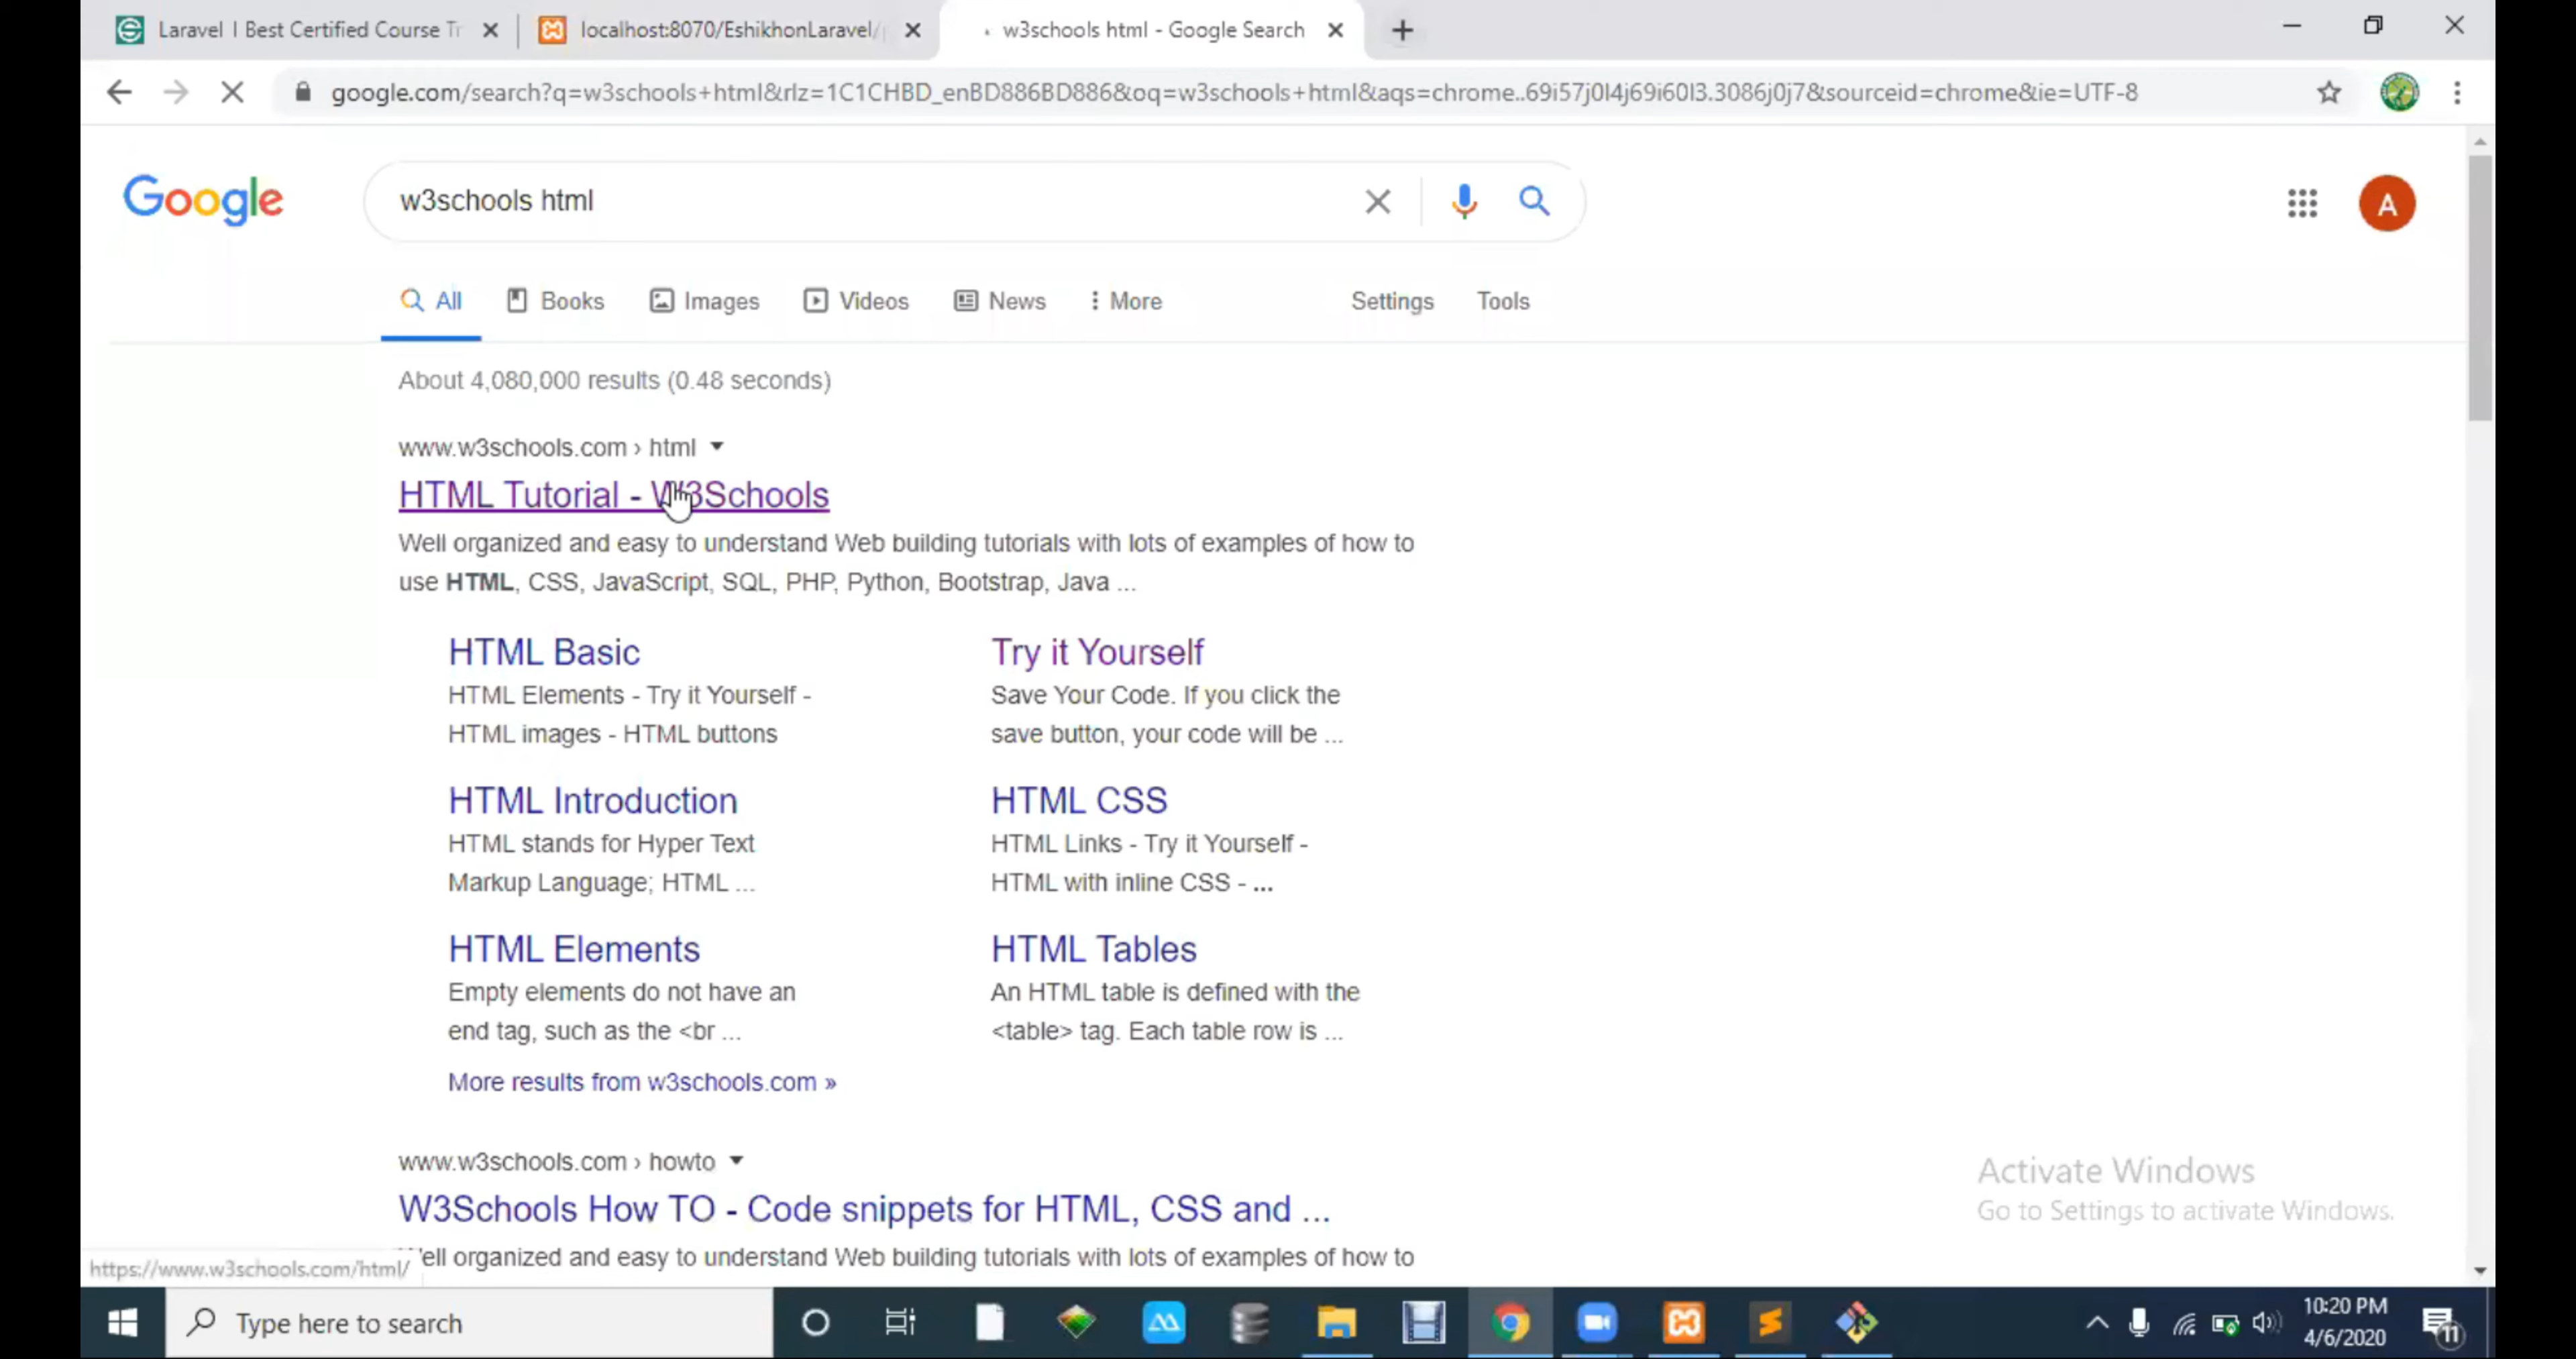 Laravel I Best Certified Course Tr
localhost:8070/EshikhonLaravel/
w3schools html - Google Search
google.com/search?q=w3schools+html&rlz=1C1CHBD_enBD886BD886&oq=w3schools+html&aqs=chrome..69i57j0l4j69i60l3.3086j0j7&sourceid=chrome&ie=UTF-8
Google
w3schools html
A
All
Books
Images
Videos
News
More
Settings
Tools
About 4,080,000 results (0.48 seconds)
www.w3schools.com › html
HTML Tutorial - W3Schools
Well organized and easy to understand Web building tutorials with lots of examples of how to
use HTML, CSS, JavaScript, SQL, PHP, Python, Bootstrap, Java ...
HTML Basic
HTML Elements - Try it Yourself -
HTML images - HTML buttons
Try it Yourself
Save Your Code. If you click the
save button, your code will be ...
HTML Introduction
HTML stands for Hyper Text
Markup Language; HTML ...
HTML CSS
HTML Links - Try it Yourself -
HTML with inline CSS - ...
HTML Elements
Empty elements do not have an
end tag, such as the <br ...
HTML Tables
An HTML table is defined with the
<table> tag. Each table row is ...
More results from w3schools.com »
www.w3schools.com › howto
W3Schools How TO - Code snippets for HTML, CSS and ...
Well organized and easy to understand Web building tutorials with lots of examples of how to
https://www.w3schools.com/html/
Activate Windows
Go to Settings to activate Windows.
Type here to search
10:20 PM
4/6/2020
11